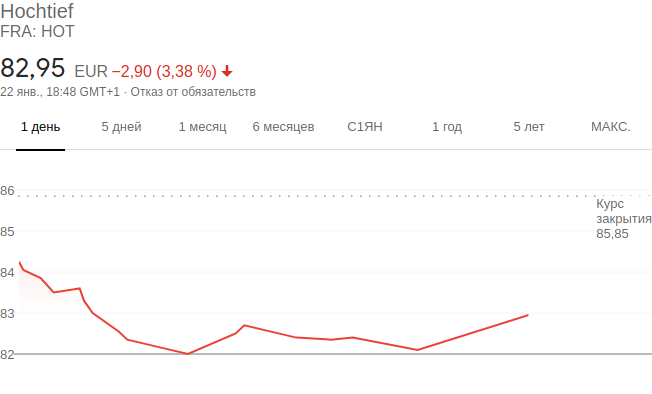 Hochtief
FRA: HOT
82,95 EUR −2,90 (3,38 %)
22 янв., 18:48 GMT+1 · Отказ от обязательств
1 день 5 дней 1 месяц 6 месяцев С1ЯН 1 год 5 лет МАКС.
86
Курс
закрытия
85,85
85
84
83
82